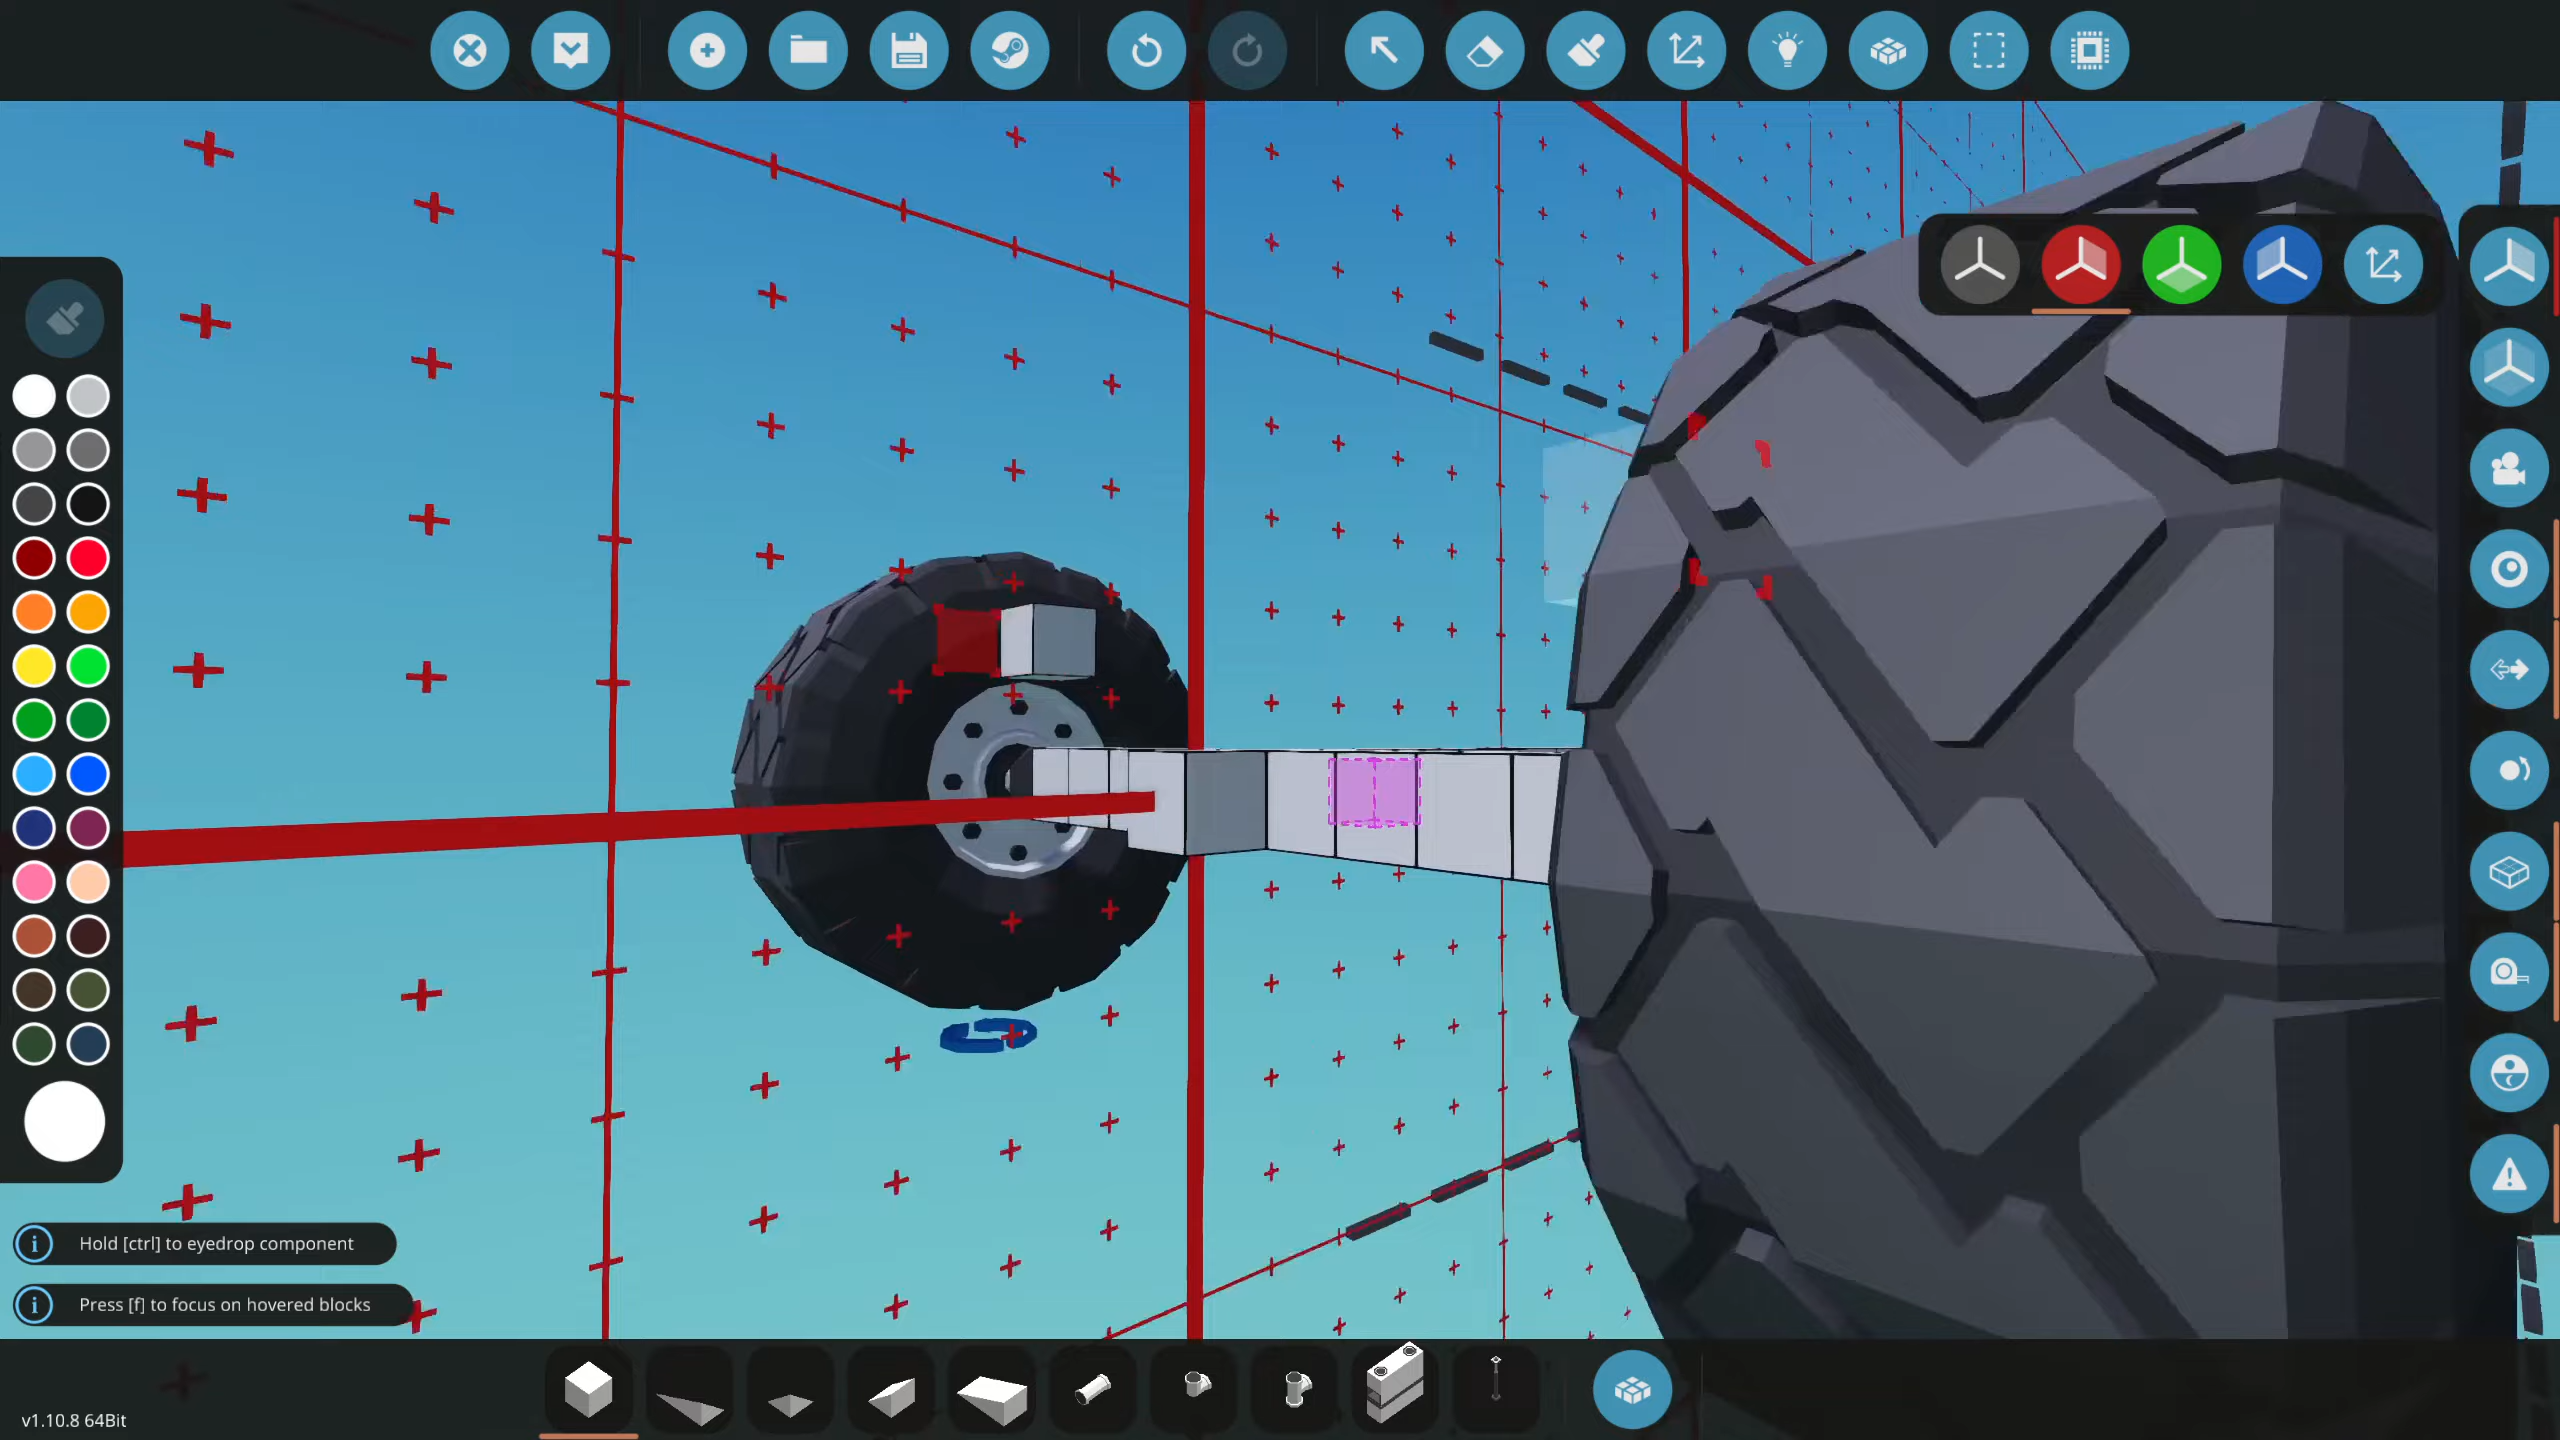 Hold [ctrl] to eyedrop component
Press [f] to focus on hovered blocks
v1.10.8 64Bit